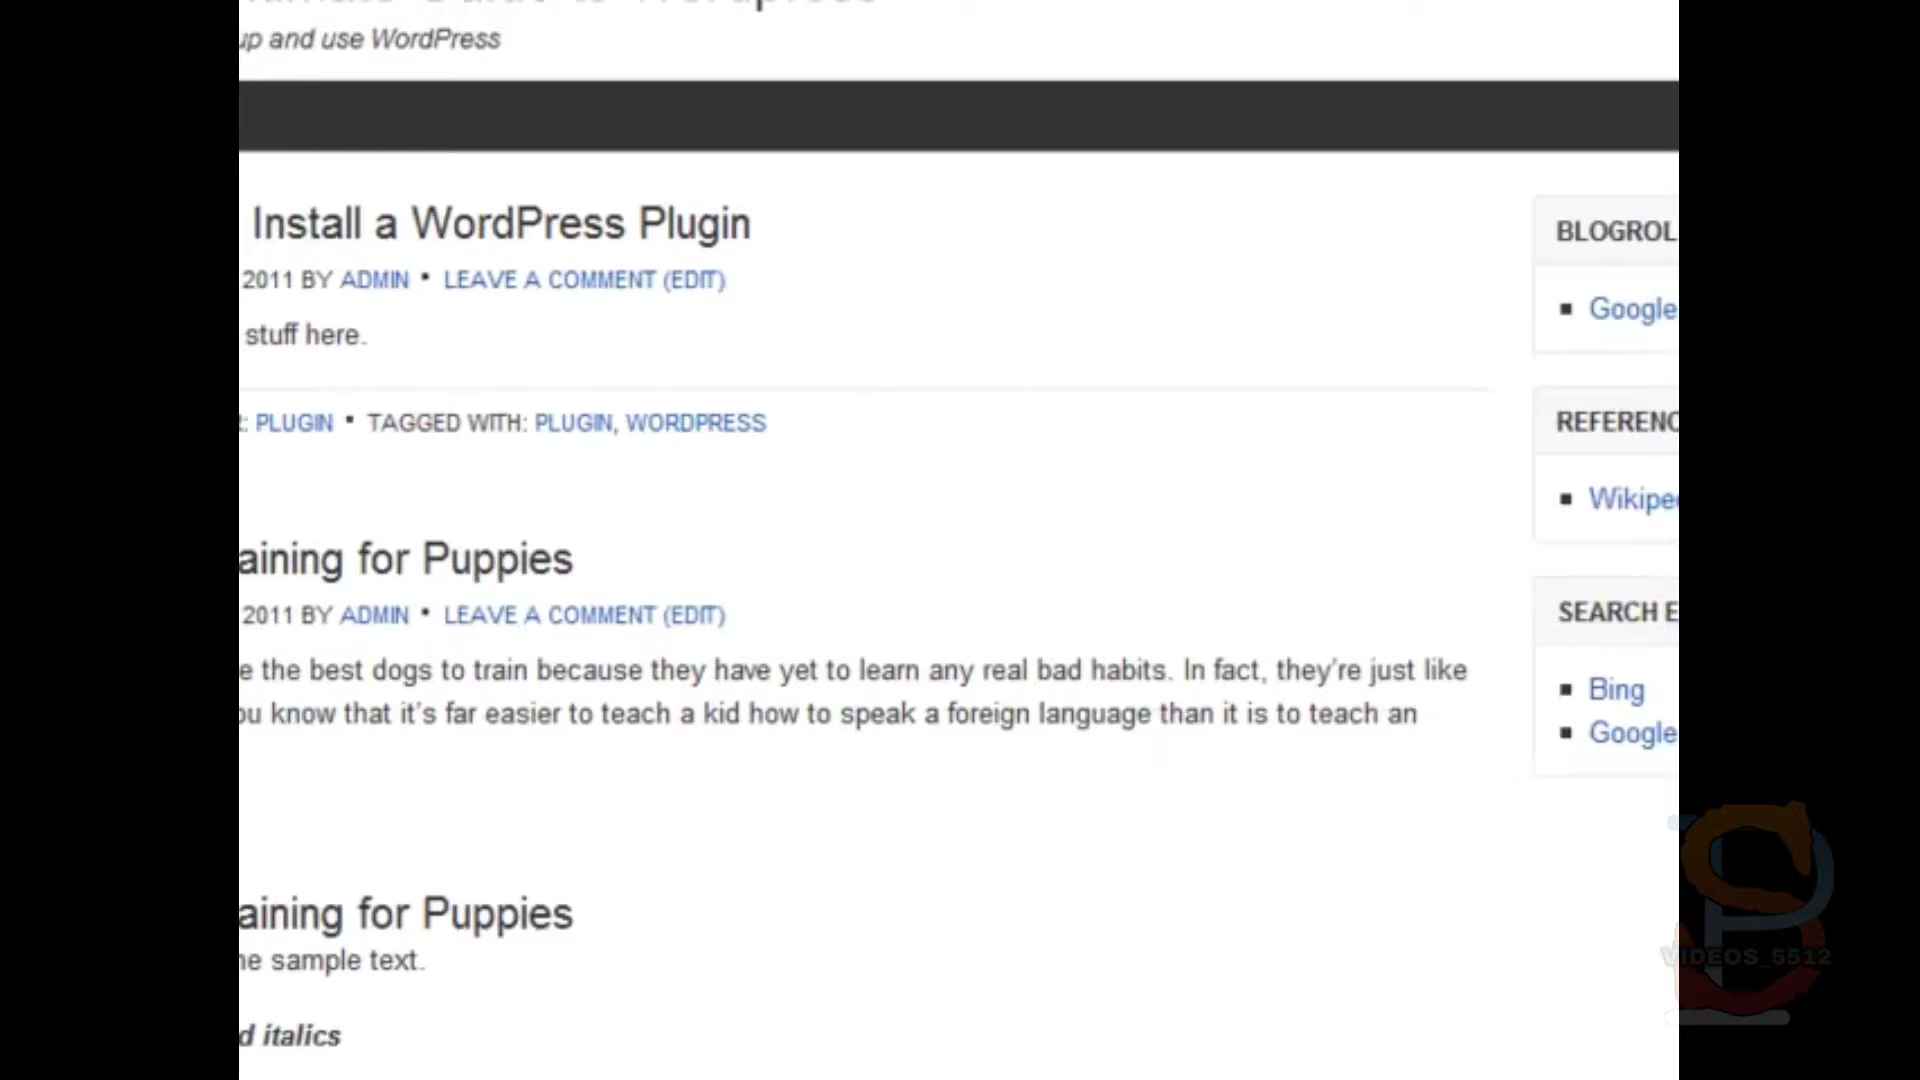 up and use WordPress
Install a WordPress Plugin
2011 BY ADMIN ▪ LEAVE A COMMENT (EDIT)
stuff here.
PLUGIN ▪ TAGGED WITH: PLUGIN, WORDPRESS
aining for Puppies
2011 BY ADMIN ▪ LEAVE A COMMENT (EDIT)
e the best dogs to train because they have yet to learn any real bad habits. In fact, they're just like
ou know that it's far easier to teach a kid how to speak a foreign language than it is to teach an
aining for Puppies
he sample text.
d italics
BLOGROL
▪ Google
REFERENC
▪ Wikipe
SEARCH E
▪ Bing
▪ Google
VIDEOS_5512